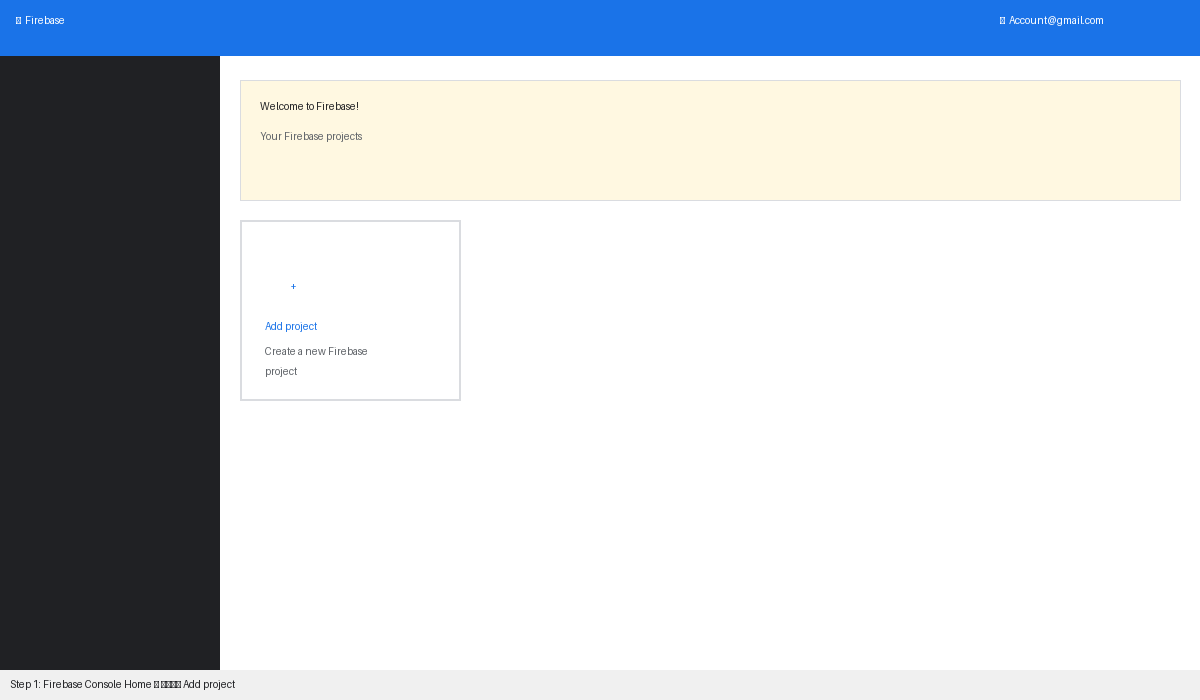 Firebase
Account@gmail.com
Welcome to Firebase!
Your Firebase projects
+
Add project
Create a new Firebase
project
Step 1: Firebase Console Home Add project